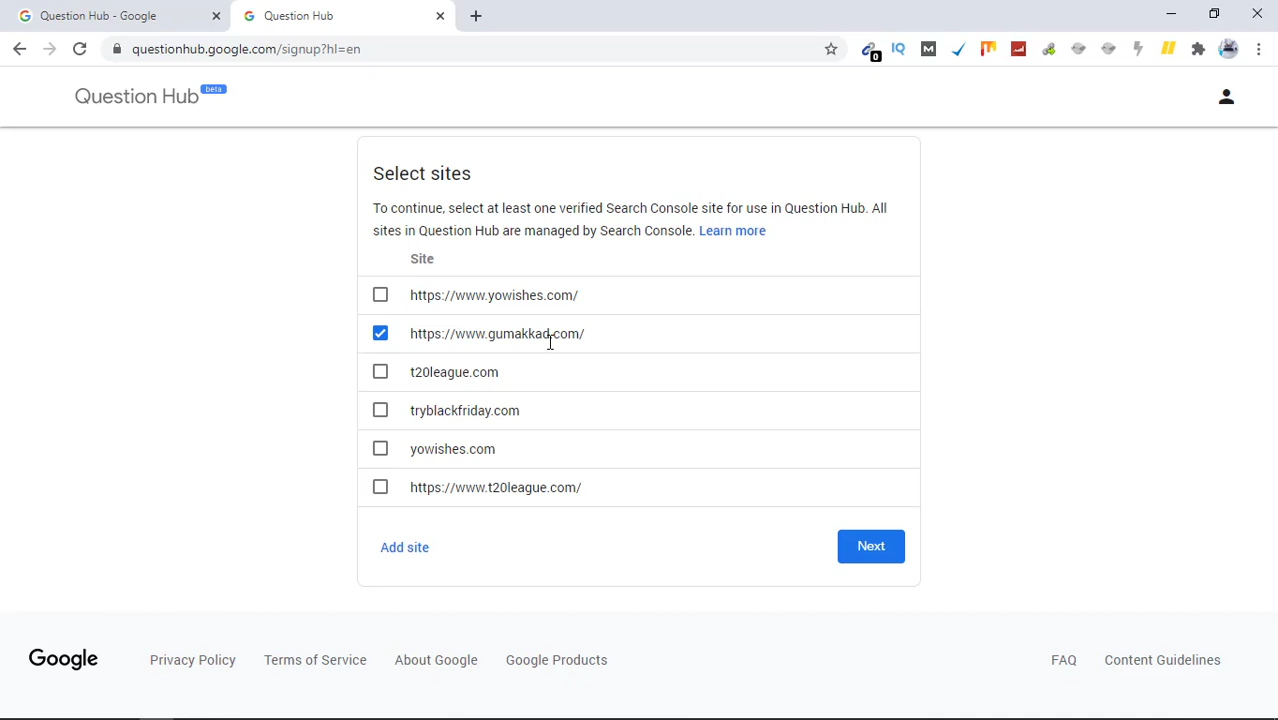 Question Hub - Google
Question Hub
questionhub.google.com/signup?hl=en
0
IQ
M
Question Hub beta
Select sites
To continue, select at least one verified Search Console site for use in Question Hub. All
sites in Question Hub are managed by Search Console. Learn more
Site
https://www.yowishes.com/
https://www.gumakkad.com/
t20league.com
tryblackfriday.com
yowishes.com
https://www.t20league.com/
Add site
Next
Google
Privacy Policy
Terms of Service
About Google
Google Products
FAQ
Content Guidelines